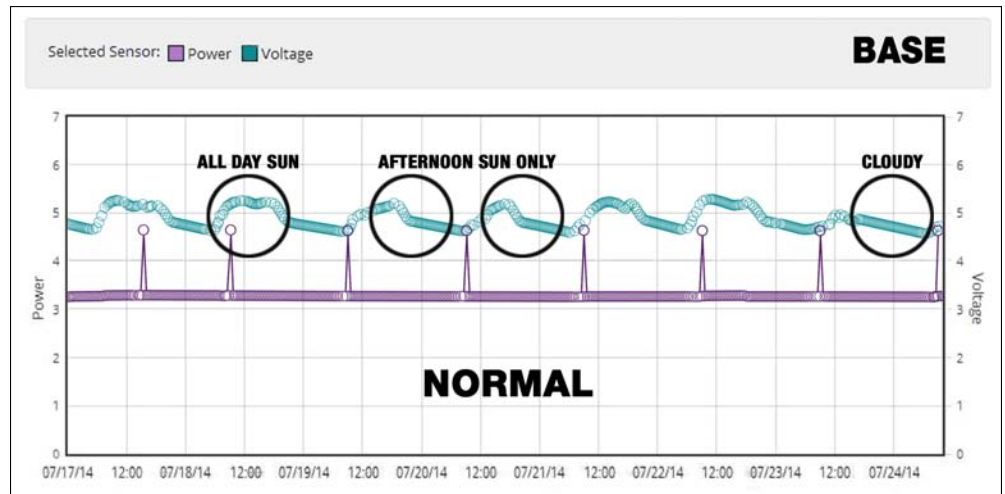 Selected Sensor: Power Voltage
BASE
7 7
ALL DAY SUN AFTERNOON SUN ONLY CLOUDY
6 6
5 5
4 4
Power Voltage
3 3
2 2
NORMAL
1 1
0 0
07/17/14 12:00 07/18/14 12:00 07/19/14 12:00 07/20/14 12:00 07/21/14 12:00 07/22/14 12:00 07/23/14 12:00 07/24/14